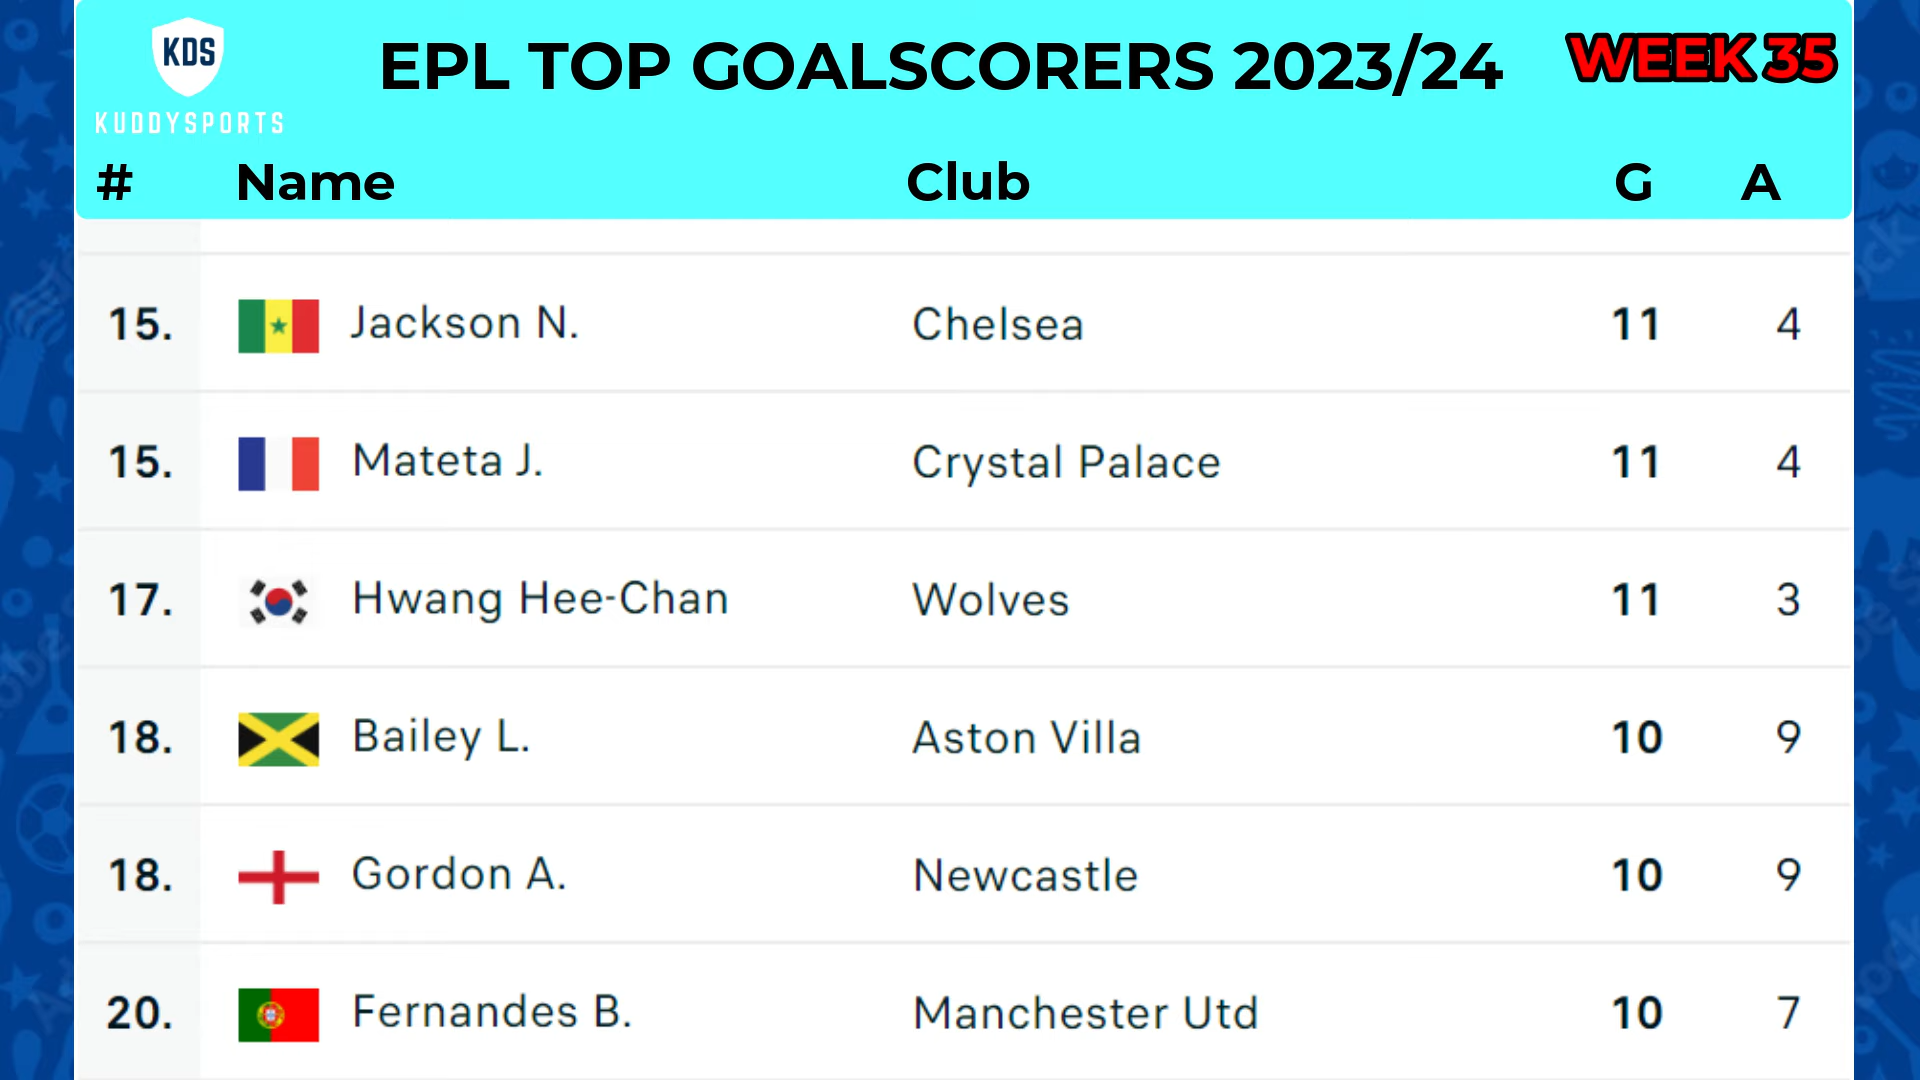 KDS
KUDDYSPORTS
EPL TOP GOALSCORERS 2023/24 WEEK 35
# Name Club G A
15. Jackson N. Chelsea 11 4
15. Mateta J. Crystal Palace 11 4
17. Hwang Hee-Chan Wolves 11 3
18. Bailey L. Aston Villa 10 9
18. Gordon A. Newcastle 10 9
20. Fernandes B. Manchester Utd 10 7